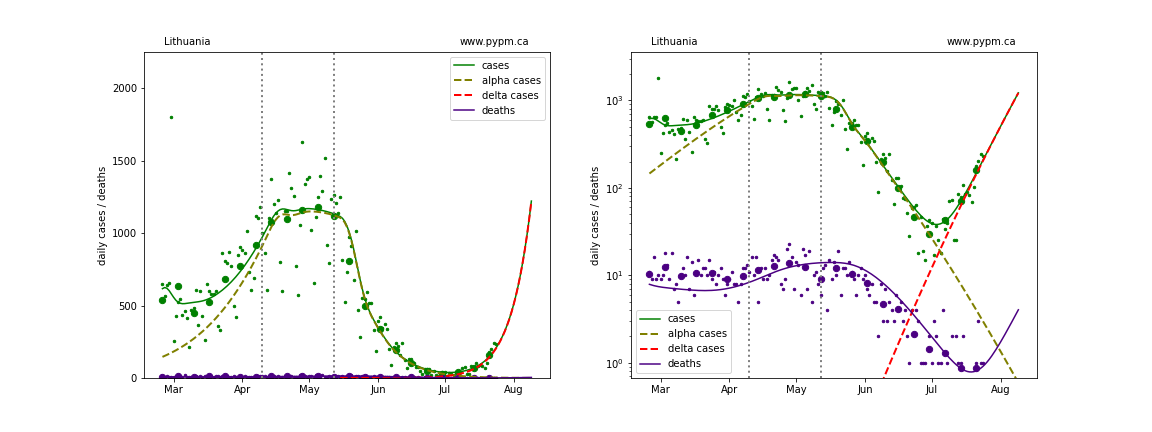 Lithuania
www.pypm.ca
2000
1500
1000
500
0
daily cases / deaths
cases
alpha cases
delta cases
deaths
Mar Apr May Jun Jul Aug
Lithuania
www.pypm.ca
10³
10²
10¹
10⁰
daily cases / deaths
cases
alpha cases
delta cases
deaths
Mar Apr May Jun Jul Aug